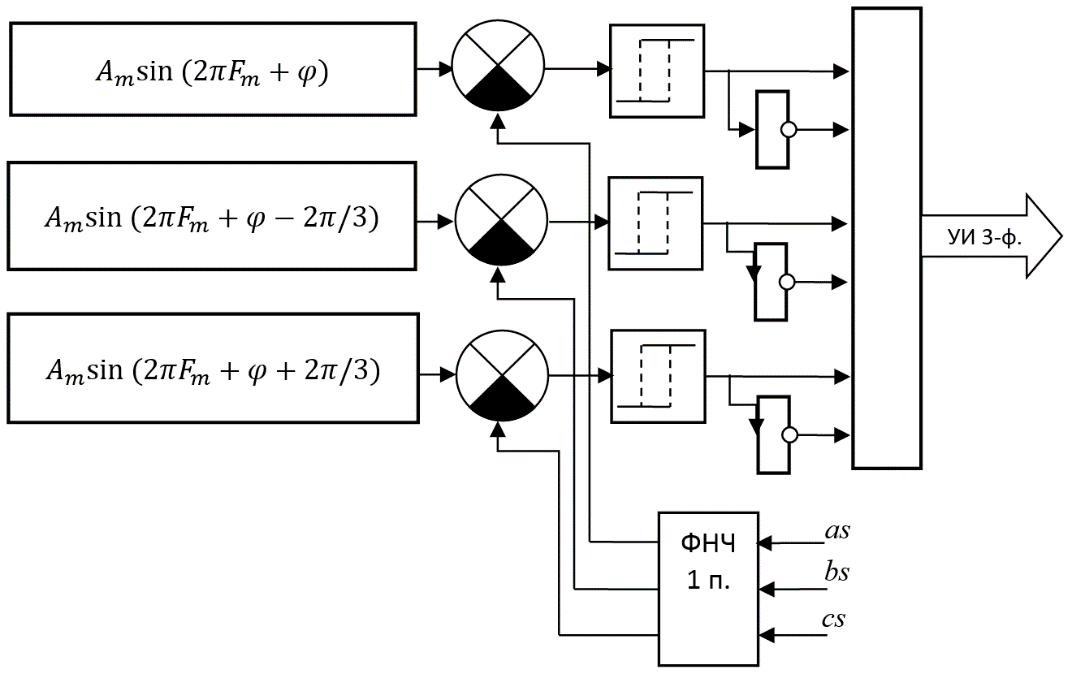 A_m sin (2πF_m + φ)
A_m sin (2πF_m + φ − 2π/3)
A_m sin (2πF_m + φ + 2π/3)
УИ 3-ф.
ФНЧ
1 п.
as
bs
cs